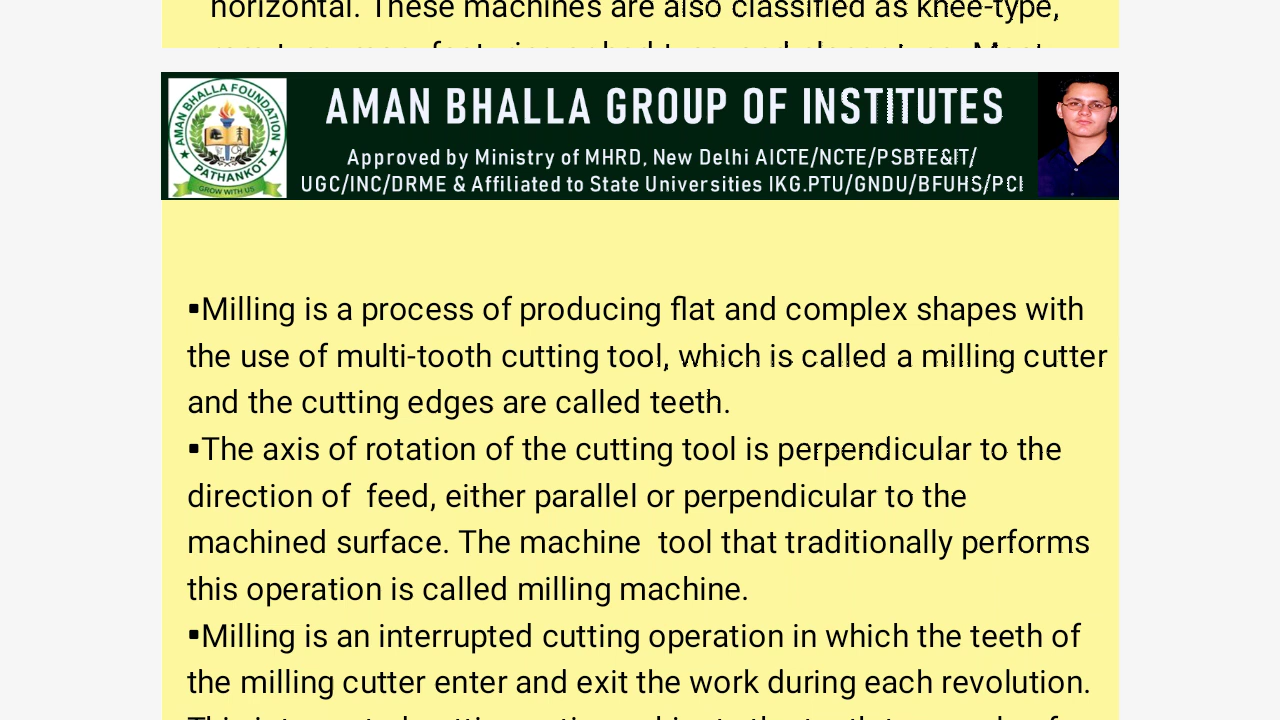 horizontal. These machines are also classified as knee-type,
AMAN BHALLA FOUNDATION
PATHANKOT
GROW WITH US
AMAN BHALLA GROUP OF INSTITUTES
Approved by Ministry of MHRD, New Delhi AICTE/NCTE/PSBTE&IT/
UGC/INC/DRME & Affiliated to State Universities IKG.PTU/GNDU/BFUHS/PCI
▪Milling is a process of producing flat and complex shapes with
the use of multi-tooth cutting tool, which is called a milling cutter
and the cutting edges are called teeth.
▪The axis of rotation of the cutting tool is perpendicular to the
direction of  feed, either parallel or perpendicular to the
machined surface. The machine  tool that traditionally performs
this operation is called milling machine.
▪Milling is an interrupted cutting operation in which the teeth of
the milling cutter enter and exit the work during each revolution.